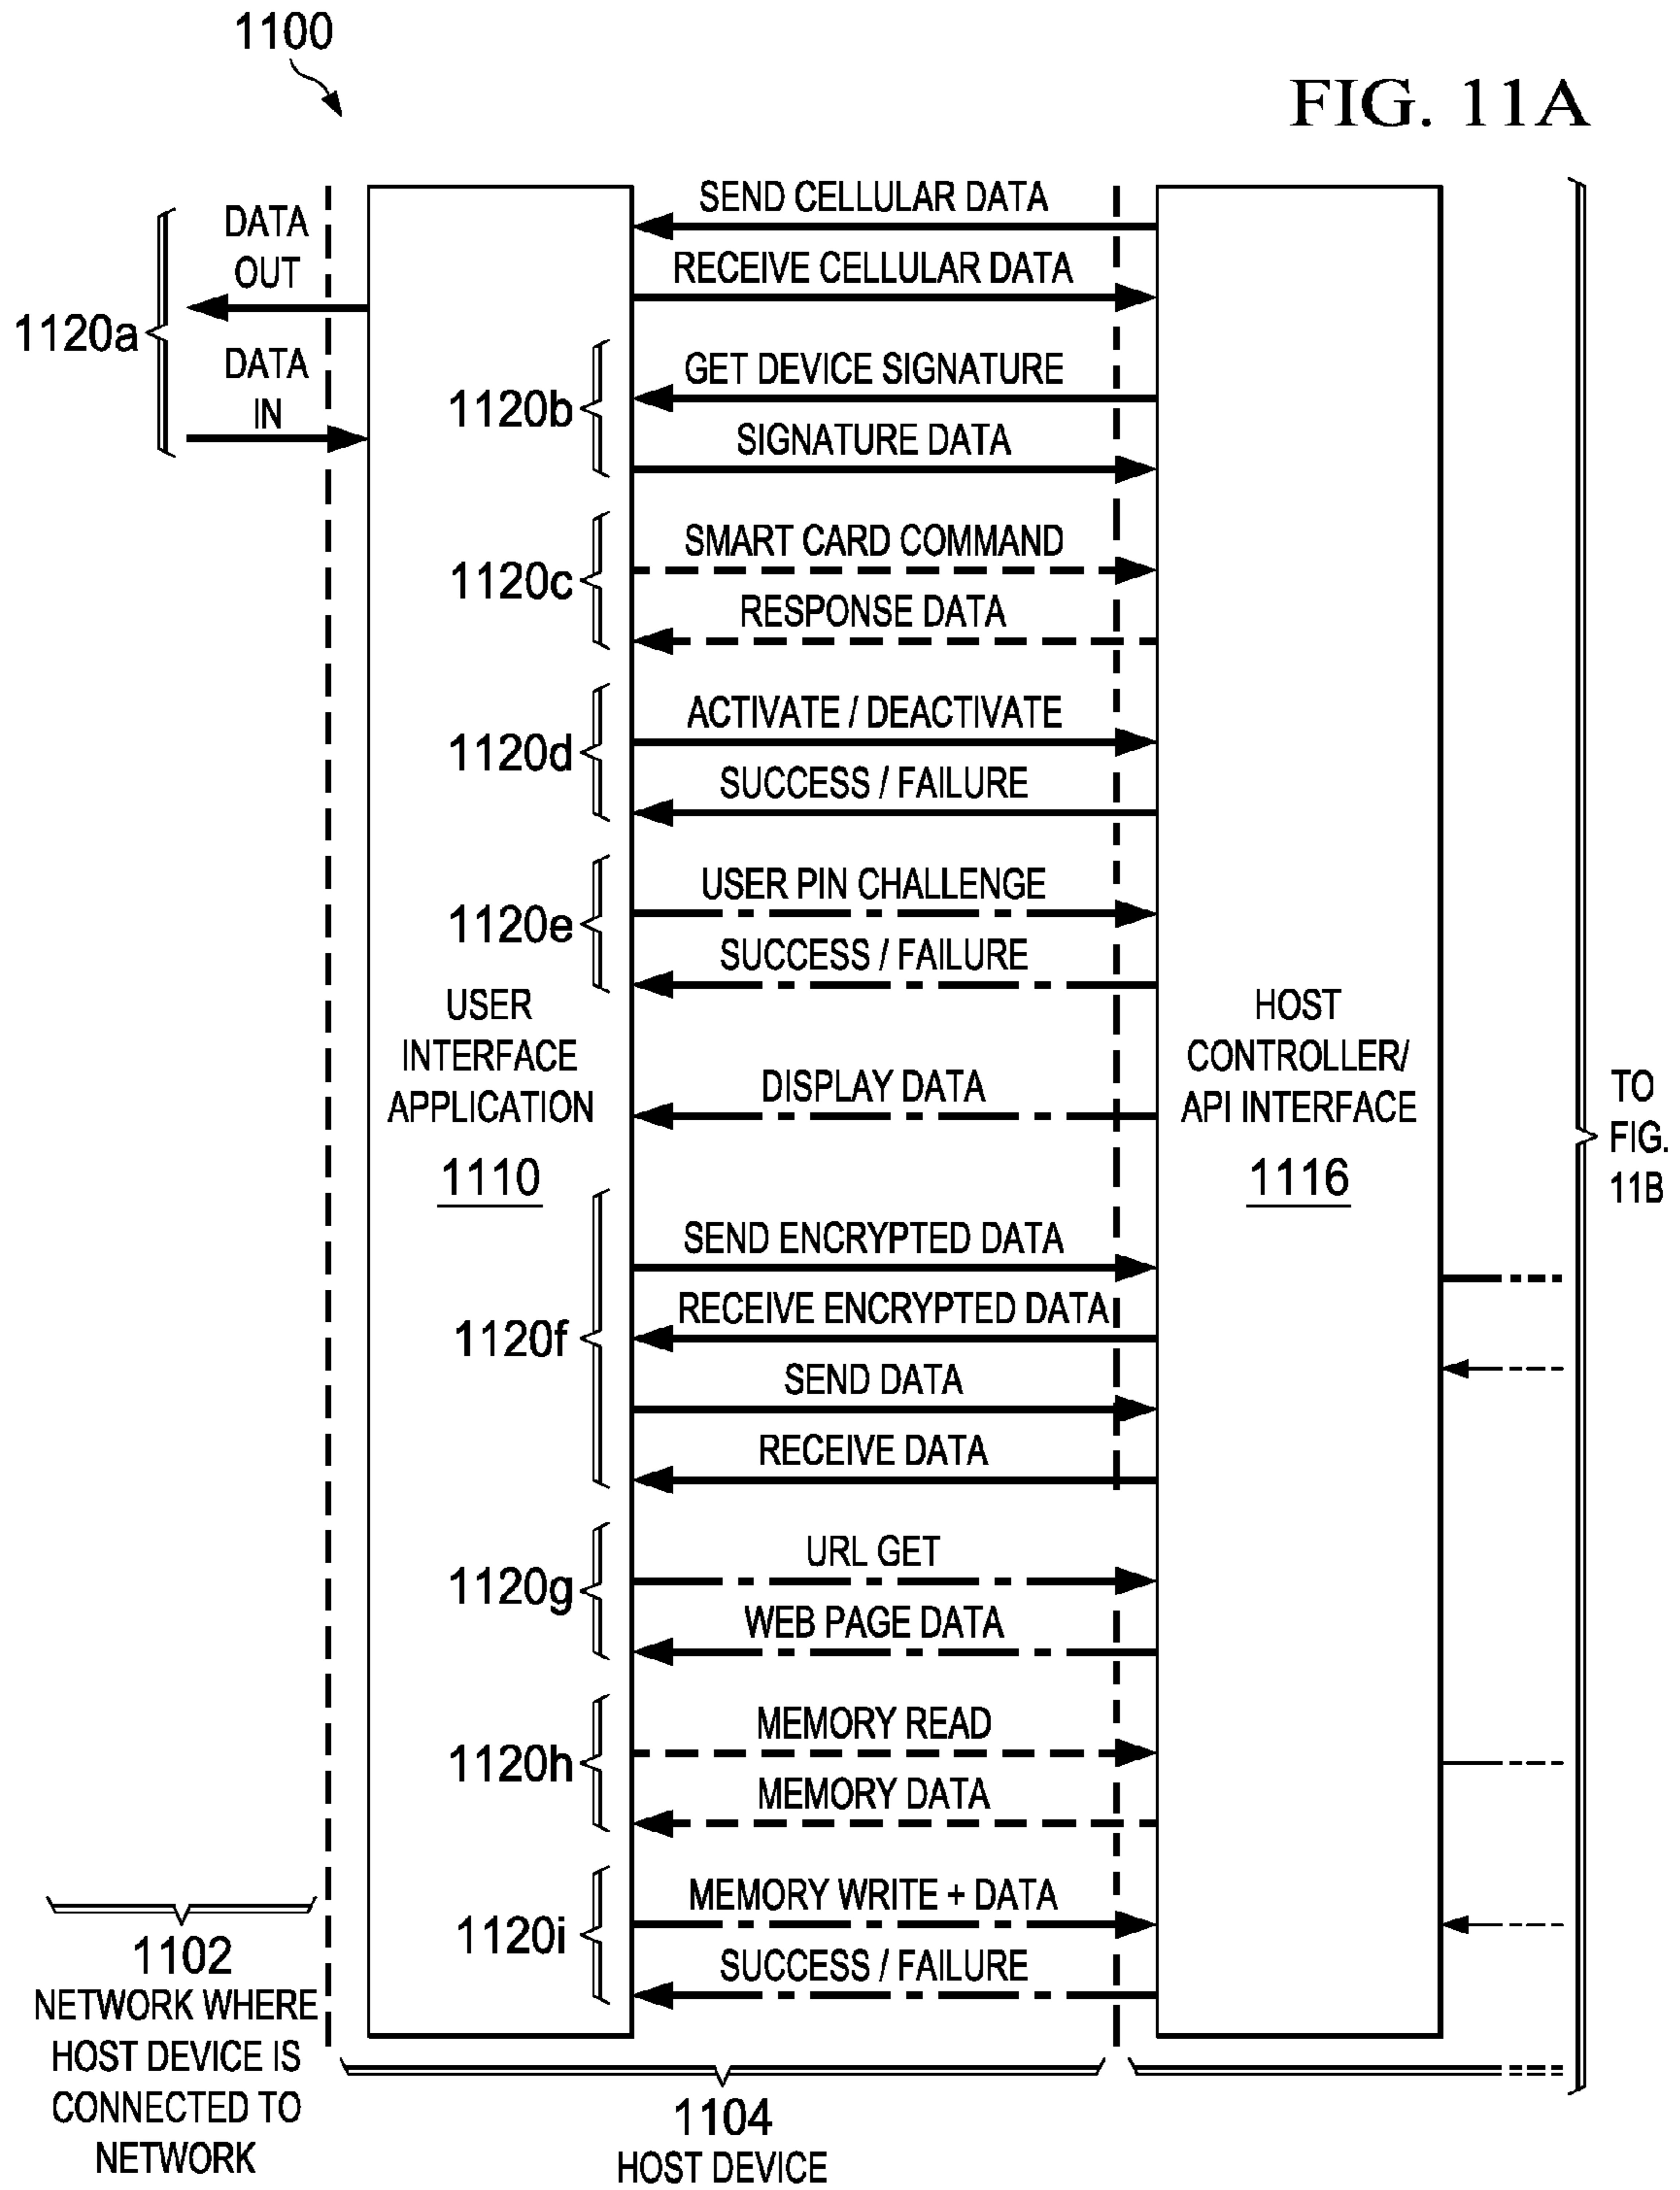 1100
FIG. 11A
SEND CELLULAR DATA
DATA
OUT
RECEIVE CELLULAR DATA
1120a
DATA
IN
GET DEVICE SIGNATURE
1120b
SIGNATURE DATA
SMART CARD COMMAND
1120c
RESPONSE DATA
ACTIVATE / DEACTIVATE
1120d
SUCCESS / FAILURE
USER PIN CHALLENGE
1120e
SUCCESS / FAILURE
USER
INTERFACE
APPLICATION
1110
HOST
CONTROLLER/
API INTERFACE
1116
DISPLAY DATA
TO
FIG.
11B
SEND ENCRYPTED DATA
RECEIVE ENCRYPTED DATA
1120f
SEND DATA
RECEIVE DATA
URL GET
1120g
WEB PAGE DATA
MEMORY READ
1120h
MEMORY DATA
MEMORY WRITE + DATA
1120i
SUCCESS / FAILURE
1102
NETWORK WHERE
HOST DEVICE IS
CONNECTED TO
NETWORK
1104
HOST DEVICE